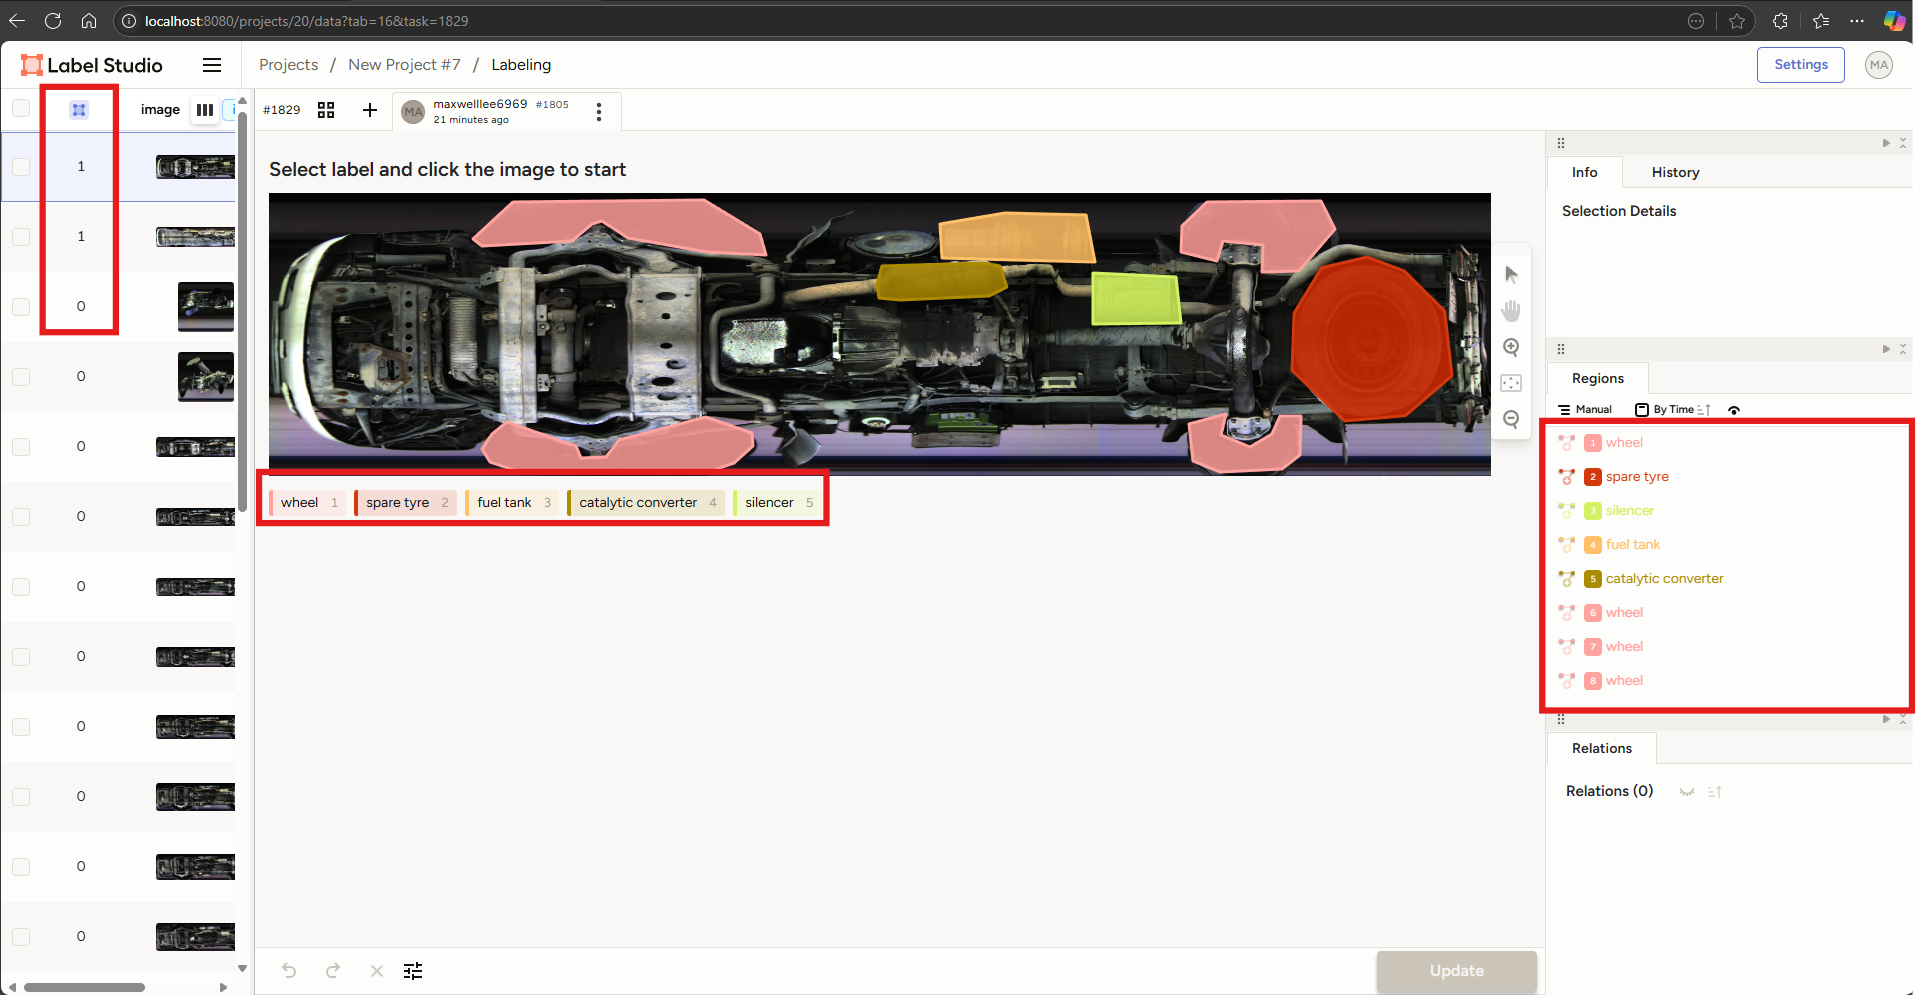 localhost:8080/projects/20/data?tab=16&task=1829
Label Studio
Projects / New Project #7 / Labeling
Settings
MA
image
i
#1829
MA
maxwelllee6969 #1805
21 minutes ago
1
1
0
0
0
0
0
0
0
0
0
0
Select label and click the image to start
wheel 1
spare tyre 2
fuel tank 3
catalytic converter 4
silencer 5
Info
History
Selection Details
Regions
Manual
By Time
1 wheel
2 spare tyre
3 silencer
4 fuel tank
5 catalytic converter
6 wheel
7 wheel
8 wheel
Relations
Relations (0)
Update